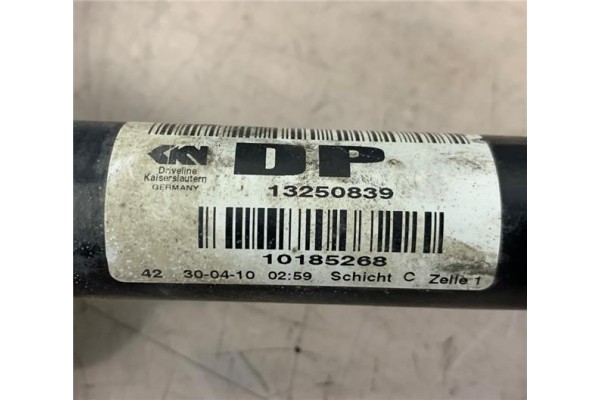 GKN DP
Driveline
Kaiserslautern
GERMANY
13250839
10185268
42 30-04-10 02:59 Schicht C Zelle 1